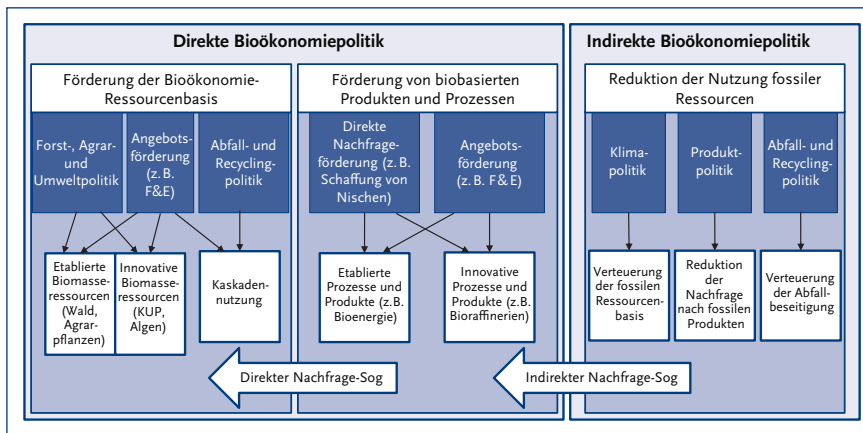 Direkte Bioökonomiepolitik
Indirekte Bioökonomiepolitik
Förderung der Bioökonomie-
Ressourcenbasis
Förderung von biobasierten
Produkten und Prozessen
Reduktion der Nutzung fossiler
Ressourcen
Forst-, Agrar-
und
Umweltpolitik
Angebots-
förderung
(z. B.
F&E)
Abfall- und
Recycling-
politik
Direkte
Nachfrage-
förderung (z. B.
Schaffung von
Nischen)
Angebots-
förderung
(z. B. F&E)
Klima-
politik
Produkt-
politik
Abfall- und
Recycling-
politik
Etablierte
Biomasse-
ressourcen
(Wald,
Agrar-
pflanzen)
Innovative
Biomasse-
ressourcen
(KUP,
Algen)
Kaskaden-
nutzung
Etablierte
Prozesse und
Produkte (z. B.
Bioenergie)
Innovative
Prozesse und
Produkte (z. B.
Bioraffinerien)
Verteuerung
der fossilen
Ressourcen-
basis
Reduktion
der
Nachfrage
nach fossilen
Produkten
Verteuerung
der Abfall-
beseitigung
Direkter Nachfrage-Sog
Indirekter Nachfrage-Sog